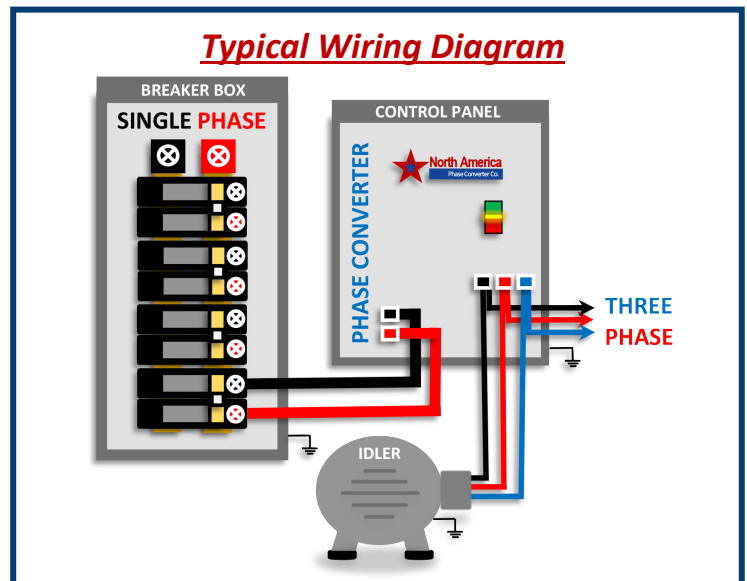 Typical Wiring Diagram
BREAKER BOX
SINGLE PHASE
CONTROL PANEL
North America
Phase Converter Co.
PHASE CONVERTER
THREE
PHASE
IDLER